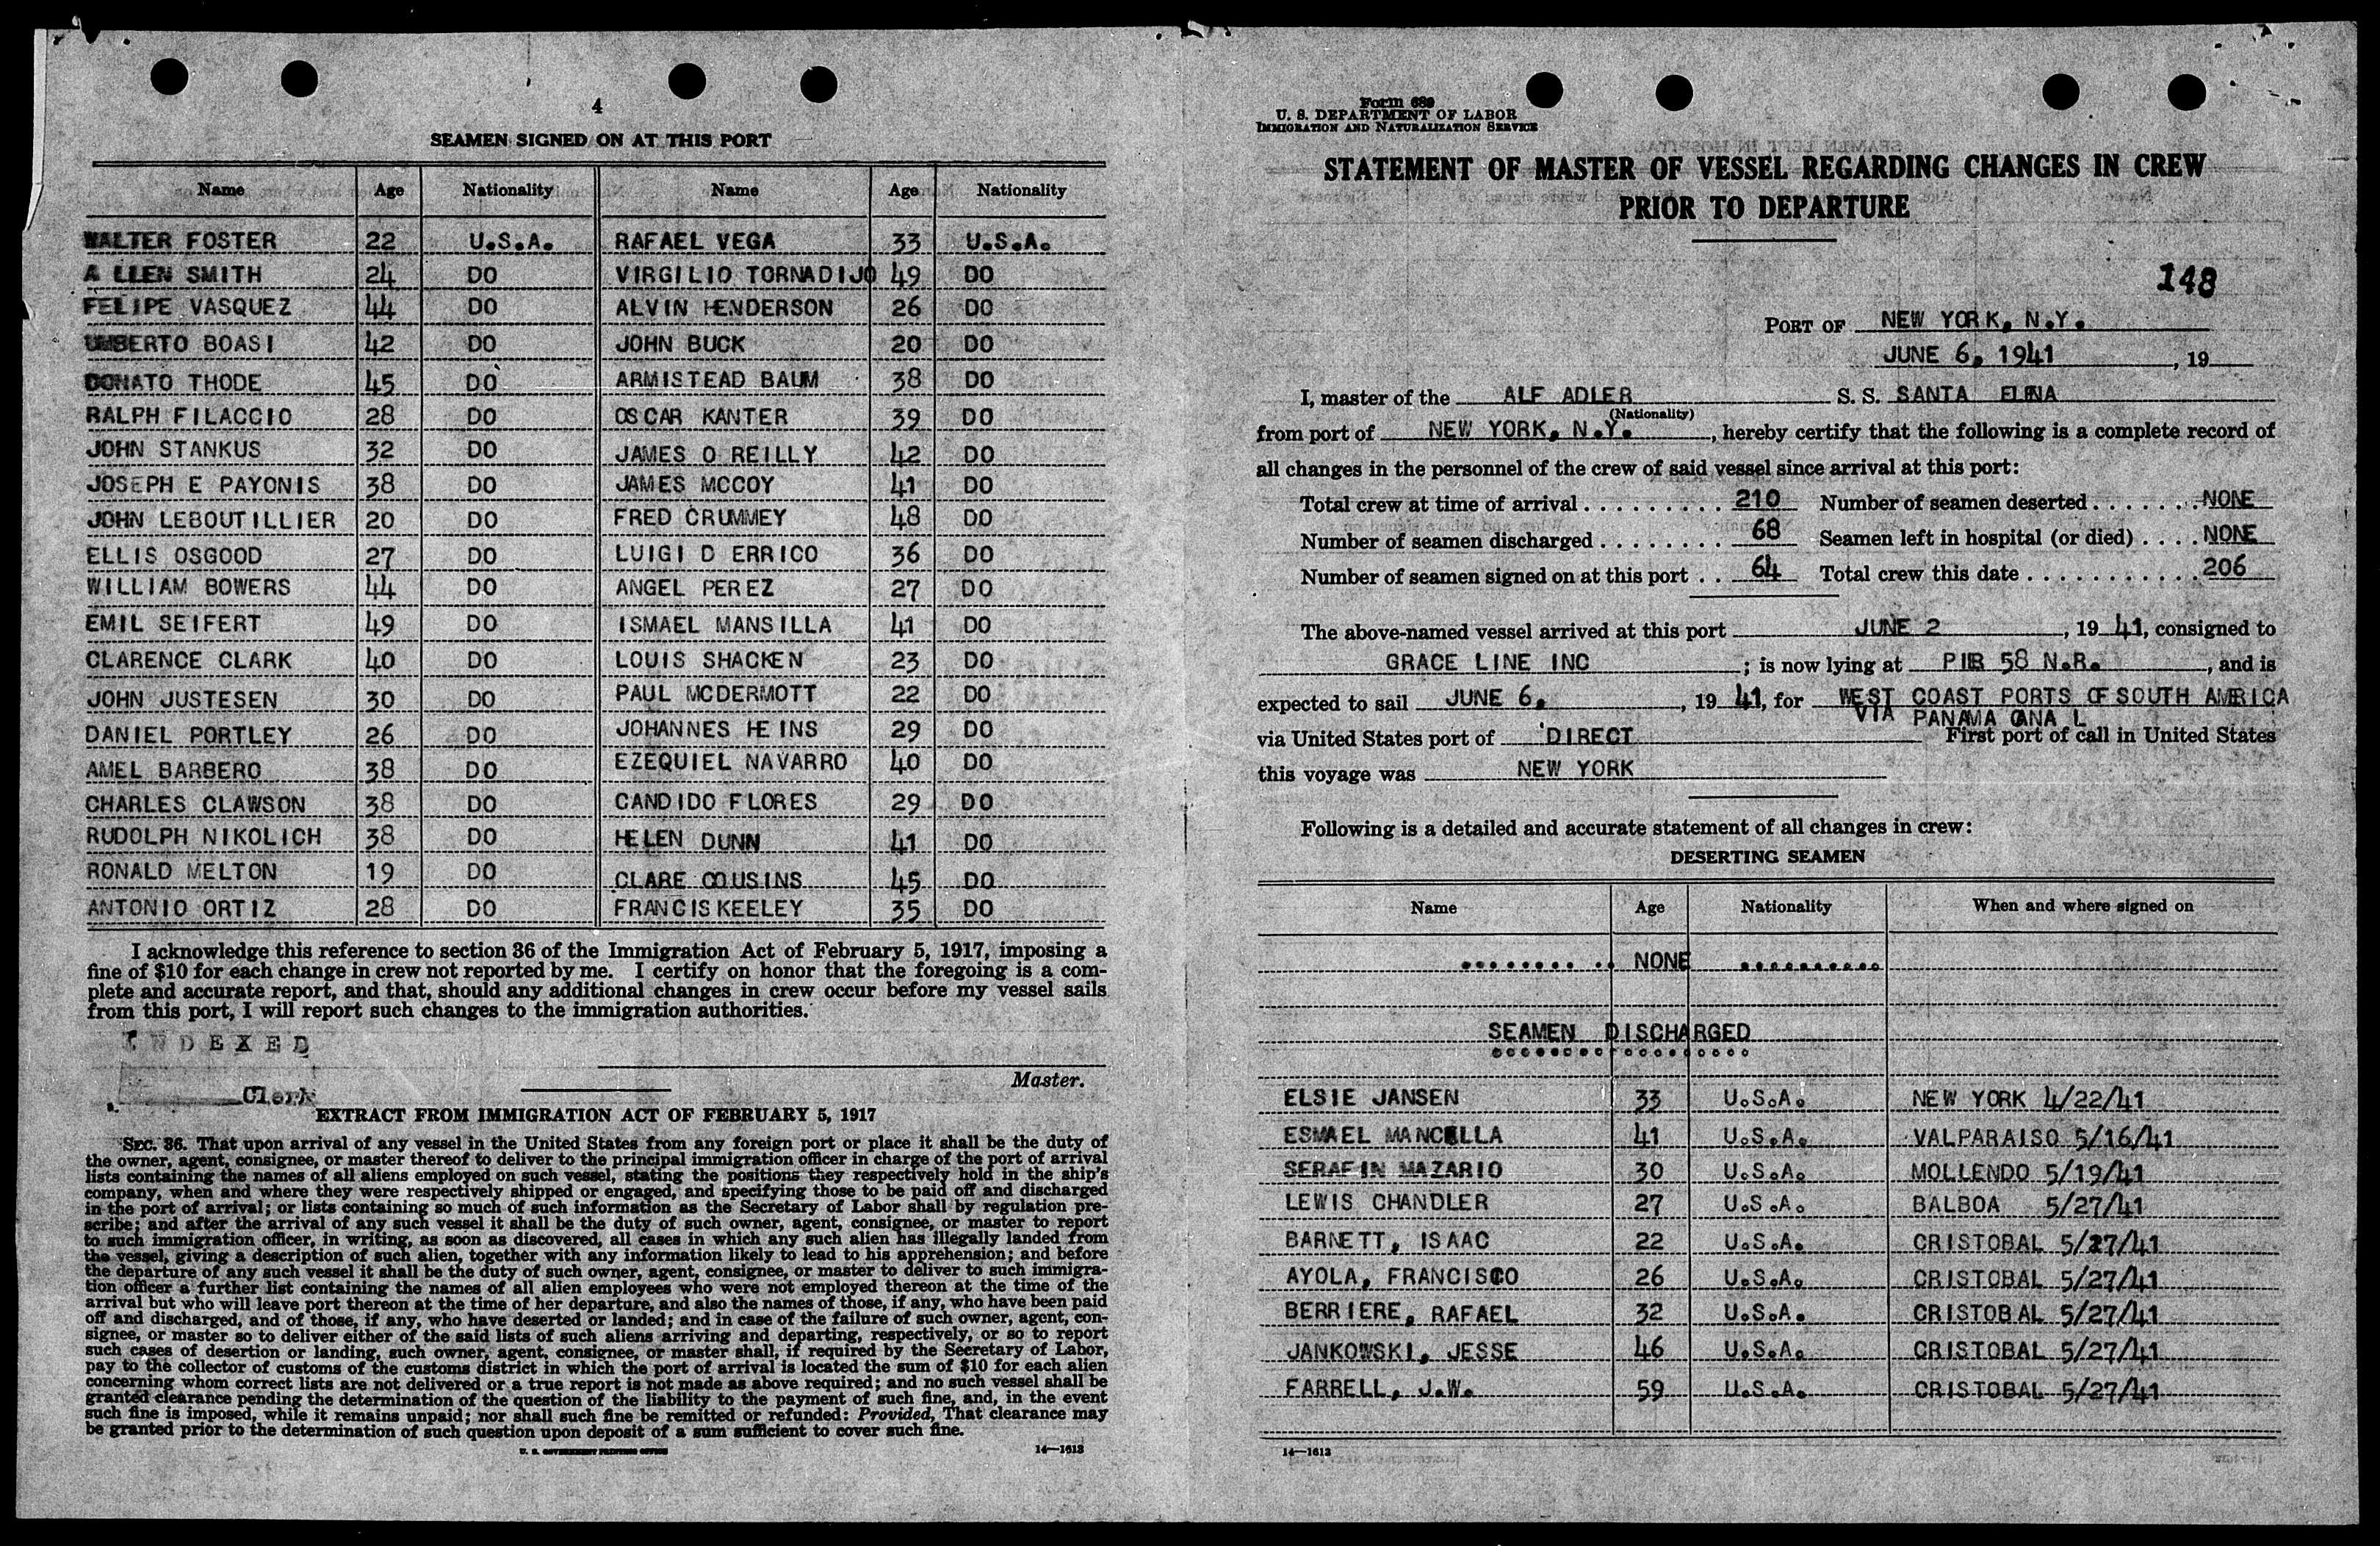 4
SEAMEN SIGNED ON AT THIS PORT
Name Age Nationality Name Age Nationality
WALTER FOSTER 22 U.S.A. RAFAEL VEGA 33 U.S.A.
ALLEN SMITH 24 DO VIRGILIO TORNADIJO 49 DO
FELIPE VASQUEZ 44 DO ALVIN HENDERSON 26 DO
UMBERTO BOASI 42 DO JOHN BUCK 20 DO
DONATO THODE 45 DO ARMISTEAD BAUM 38 DO
RALPH FILACCIO 28 DO OSCAR KANTER 39 DO
JOHN STANKUS 32 DO JAMES O REILLY 42 DO
JOSEPH E PAYONIS 38 DO JAMES MCCOY 41 DO
JOHN LEBOUTILLIER 20 DO FRED CRUMMEY 48 DO
ELLIS OSGOOD 27 DO LUIGI D ERRICO 36 DO
WILLIAM BOWERS 44 DO ANGEL PEREZ 27 DO
EMIL SEIFERT 49 DO ISMAEL MANSILLA 41 DO
CLARENCE CLARK 40 DO LOUIS SHACKEN 23 DO
JOHN JUSTESEN 30 DO PAUL MCDERMOTT 22 DO
DANIEL PORTLEY 26 DO JOHANNES HEINS 29 DO
AMEL BARBERO 38 DO EZEQUIEL NAVARRO 40 DO
CHARLES CLAWSON 38 DO CANDIDO FLORES 29 DO
RUDOLPH NIKOLICH 38 DO HELEN DUNN 41 DO
RONALD MELTON 19 DO CLARE COUSINS 45 DO
ANTONIO ORTIZ 28 DO FRANCIS KEELEY 35 DO
I acknowledge this reference to section 36 of the Immigration Act of February 5, 1917, imposing a
fine of $10 for each change in crew not reported by me. I certify on honor that the foregoing is a com-
plete and accurate report, and that, should any additional changes in crew occur before my vessel sails
from this port, I will report such changes to the immigration authorities.
INDEXED
Master.
Clerk
EXTRACT FROM IMMIGRATION ACT OF FEBRUARY 5, 1917
SEC. 36. That upon arrival of any vessel in the United States from any foreign port or place it shall be the duty of
the owner, agent, consignee, or master thereof to deliver to the principal immigration officer in charge of the port of arrival
lists containing the names of all aliens employed on such vessel, stating the positions they respectively hold in the ship's
company, when and where they were respectively shipped or engaged, and specifying those to be paid off and discharged
in the port of arrival; or lists containing so much of such information as the Secretary of Labor shall by regulation pre-
scribe; and after the arrival of any such vessel it shall be the duty of such owner, agent, consignee, or master to report
to such immigration officer, in writing, as soon as discovered, all cases in which any such alien has illegally landed from
the vessel, giving a description of such alien, together with any information likely to lead to his apprehension; and before
the departure of any such vessel it shall be the duty of such owner, agent, consignee, or master to deliver to such immigra-
tion officer a further list containing the names of all alien employees who were not employed thereon at the time of the
arrival but who will leave port thereon at the time of her departure, and also the names of those, if any, who have been paid
off and discharged, and of those, if any, who have deserted or landed; and in case of the failure of such owner, agent, con-
signee, or master so to deliver either of the said lists of such aliens arriving and departing, respectively, or so to report
such cases of desertion or landing, such owner, agent, consignee, or master shall, if required by the Secretary of Labor,
pay to the collector of customs of the customs district in which the port of arrival is located the sum of $10 for each alien
concerning whom correct lists are not delivered or a true report is not made as above required; and no such vessel shall be
granted clearance pending the determination of the question of the liability to the payment of such fine, and, in the event
such fine is imposed, while it remains unpaid; nor shall such fine be remitted or refunded: Provided, That clearance may
be granted prior to the determination of such question upon deposit of a sum sufficient to cover such fine.
U. S. GOVERNMENT PRINTING OFFICE 14—1613
Form 689
U. S. DEPARTMENT OF LABOR
IMMIGRATION AND NATURALIZATION SERVICE
STATEMENT OF MASTER OF VESSEL REGARDING CHANGES IN CREW
PRIOR TO DEPARTURE
148
PORT OF NEW YORK, N.Y.
JUNE 6, 1941, 19
I, master of the ALF ADLER S. S. SANTA ELENA
(Nationality)
from port of NEW YORK, N.Y., hereby certify that the following is a complete record of
all changes in the personnel of the crew of said vessel since arrival at this port:
Total crew at time of arrival . . . . . . . . . . 210 Number of seamen deserted . . . . . . . NONE
Number of seamen discharged . . . . . . . . 68 Seamen left in hospital (or died) . . . . NONE
Number of seamen signed on at this port . . 64 Total crew this date . . . . . . . . . . . 206
The above-named vessel arrived at this port JUNE 2, 19 41, consigned to
GRACE LINE INC; is now lying at PIER 58 N.R., and is
expected to sail JUNE 6, 19 41, for WEST COAST PORTS OF SOUTH AMERICA
VIA PANAMA CANAL
via United States port of DIRECT First port of call in United States
this voyage was NEW YORK
Following is a detailed and accurate statement of all changes in crew:
DESERTING SEAMEN
Name Age Nationality When and where signed on
........ .. NONE ..........
SEAMEN DISCHARGED
ELSIE JANSEN 33 U.S.A. NEW YORK 4/22/41
ESMAEL MANCELLA 41 U.S.A. VALPARAISO 5/16/41
SERAFIN MAZARIO 30 U.S.A. MOLLENDO 5/19/41
LEWIS CHANDLER 27 U.S.A. BALBOA 5/27/41
BARNETT, ISAAC 22 U.S.A. CRISTOBAL 5/27/41
AYOLA, FRANCISCO 26 U.S.A. CRISTOBAL 5/27/41
BERRIERE, RAFAEL 32 U.S.A. CRISTOBAL 5/27/41
JANKOWSKI, JESSE 46 U.S.A. CRISTOBAL 5/27/41
FARRELL, J.W. 59 U.S.A. CRISTOBAL 5/27/41
14—1613